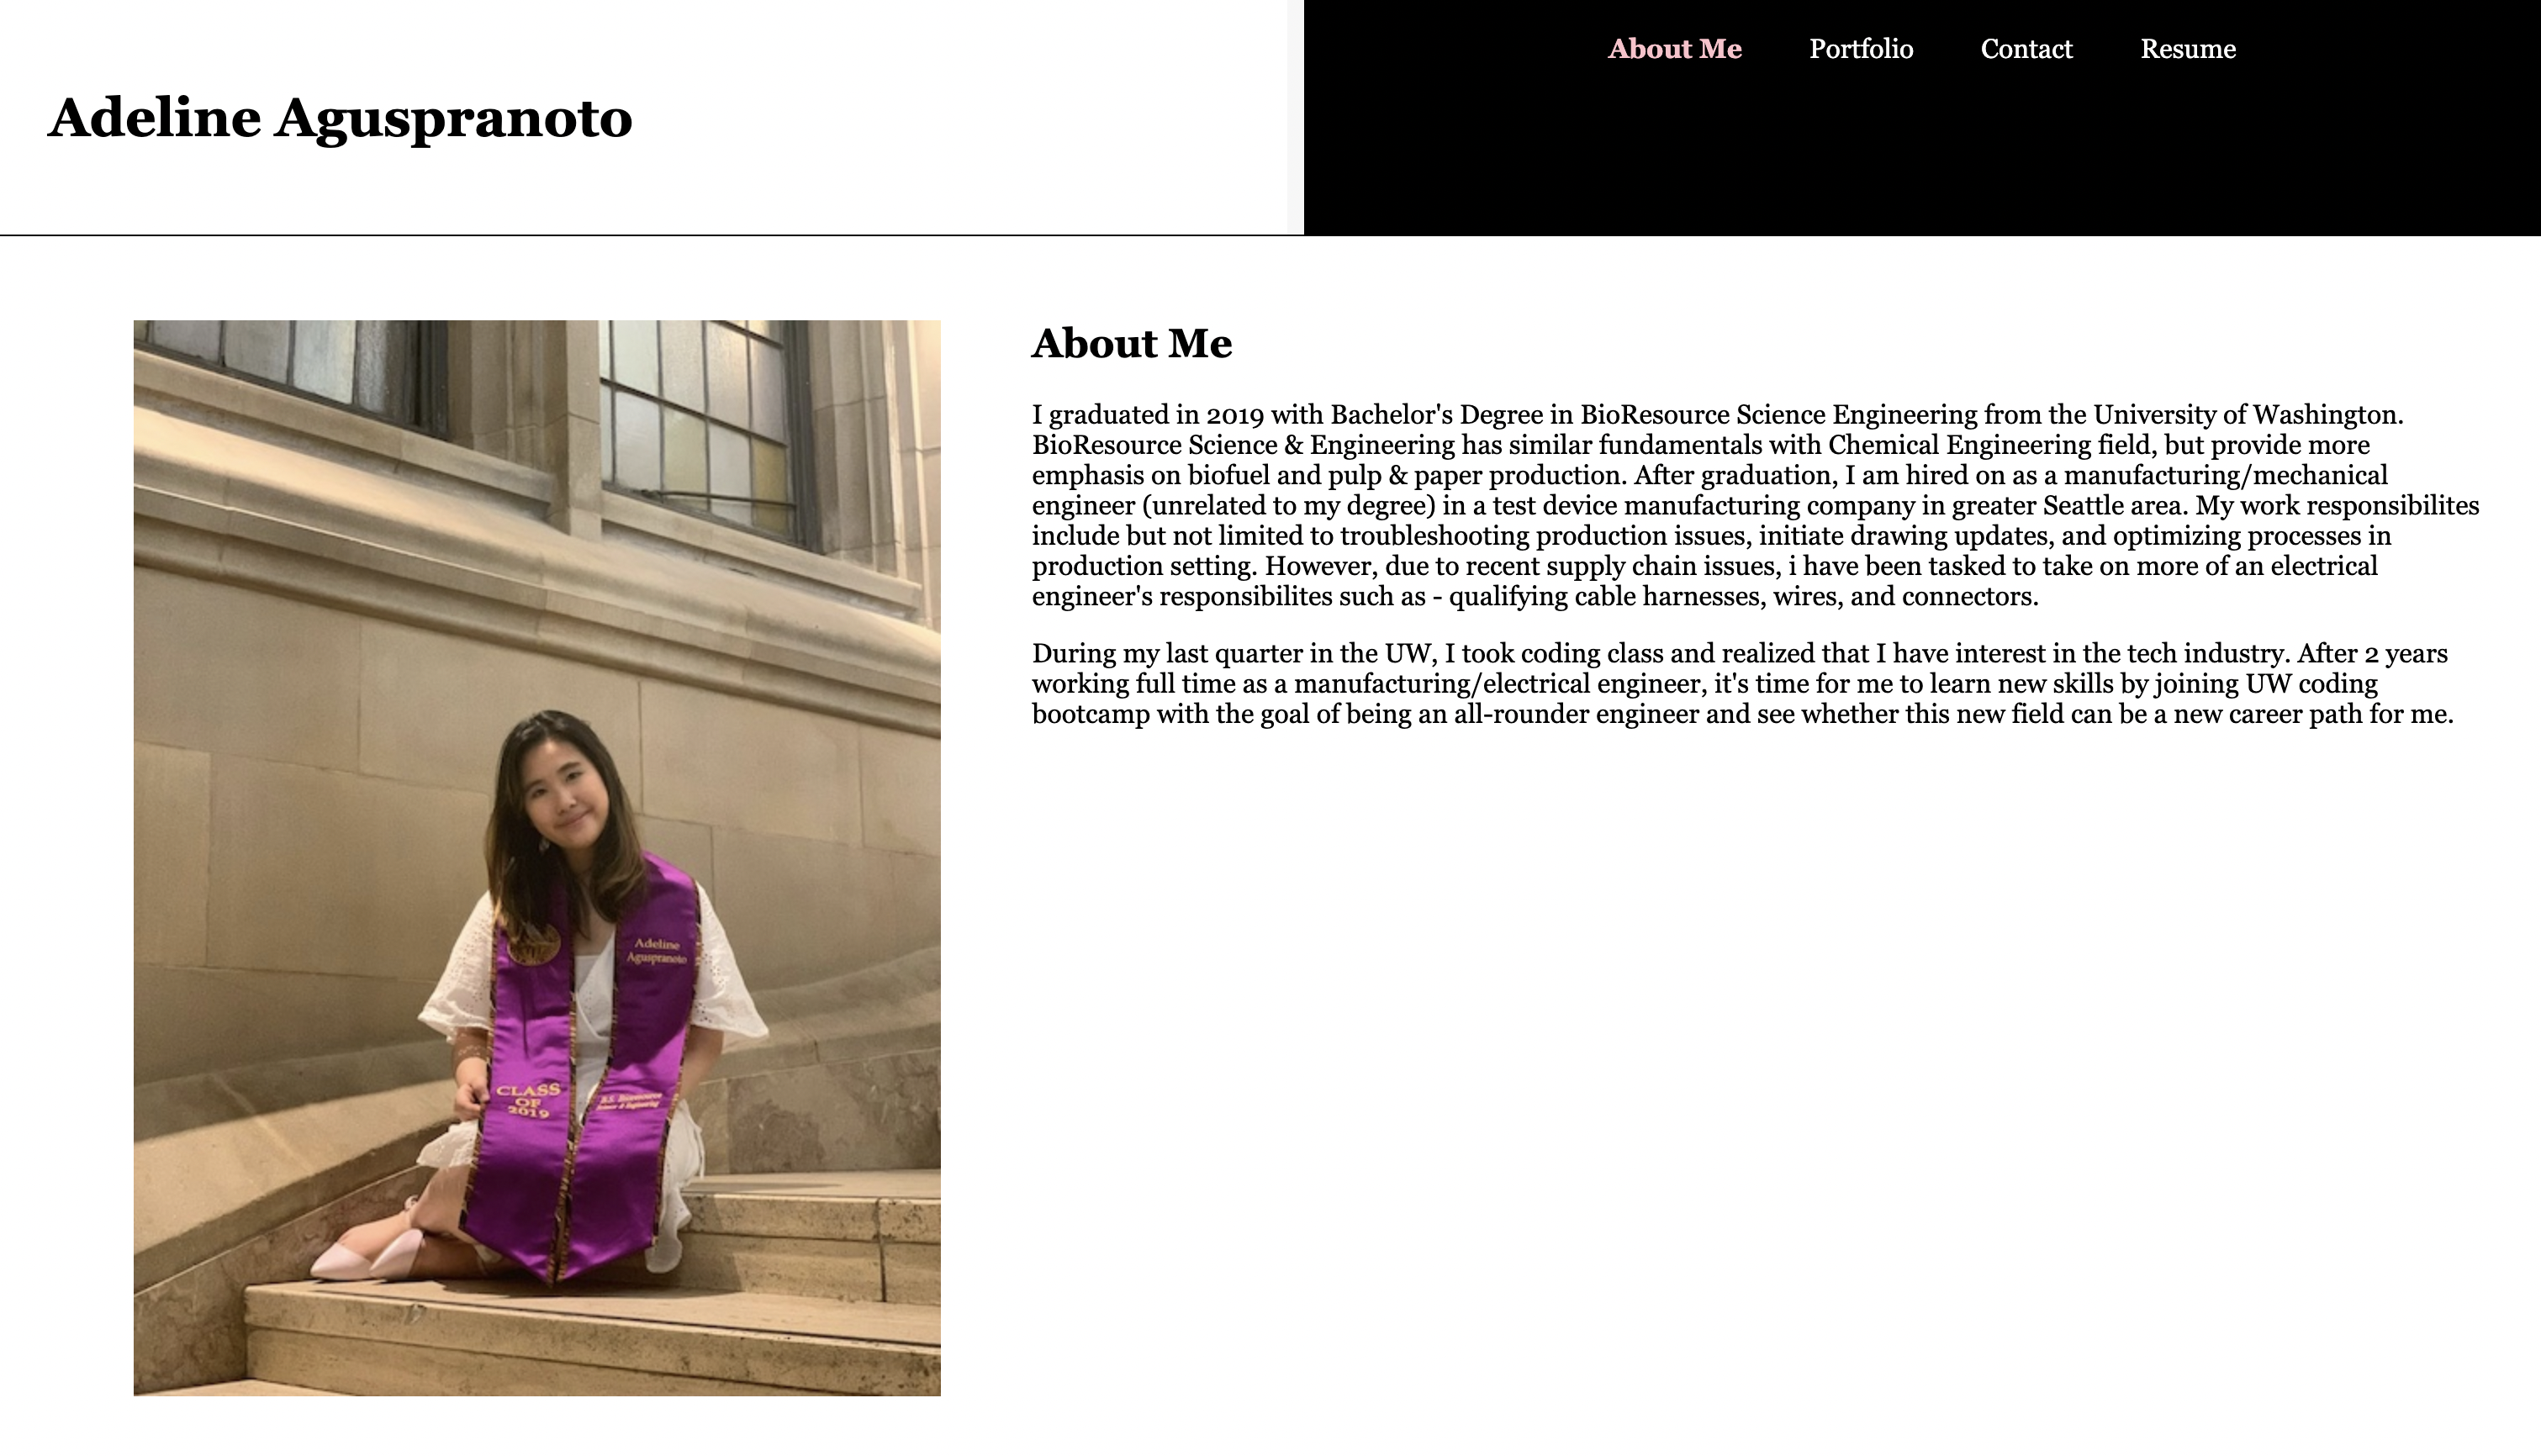 Adeline Aguspranoto
About Me Portfolio Contact Resume
About Me
I graduated in 2019 with Bachelor's Degree in BioResource Science Engineering from the University of Washington.
BioResource Science & Engineering has similar fundamentals with Chemical Engineering field, but provide more
emphasis on biofuel and pulp & paper production. After graduation, I am hired on as a manufacturing/mechanical
engineer (unrelated to my degree) in a test device manufacturing company in greater Seattle area. My work responsibilites
include but not limited to troubleshooting production issues, initiate drawing updates, and optimizing processes in
production setting. However, due to recent supply chain issues, i have been tasked to take on more of an electrical
engineer's responsibilites such as - qualifying cable harnesses, wires, and connectors.
During my last quarter in the UW, I took coding class and realized that I have interest in the tech industry. After 2 years
working full time as a manufacturing/electrical engineer, it's time for me to learn new skills by joining UW coding
bootcamp with the goal of being an all-rounder engineer and see whether this new field can be a new career path for me.
Adeline
Aguspranoto
CLASS
OF
2019
B.S. Bioresource
Science & Engineering